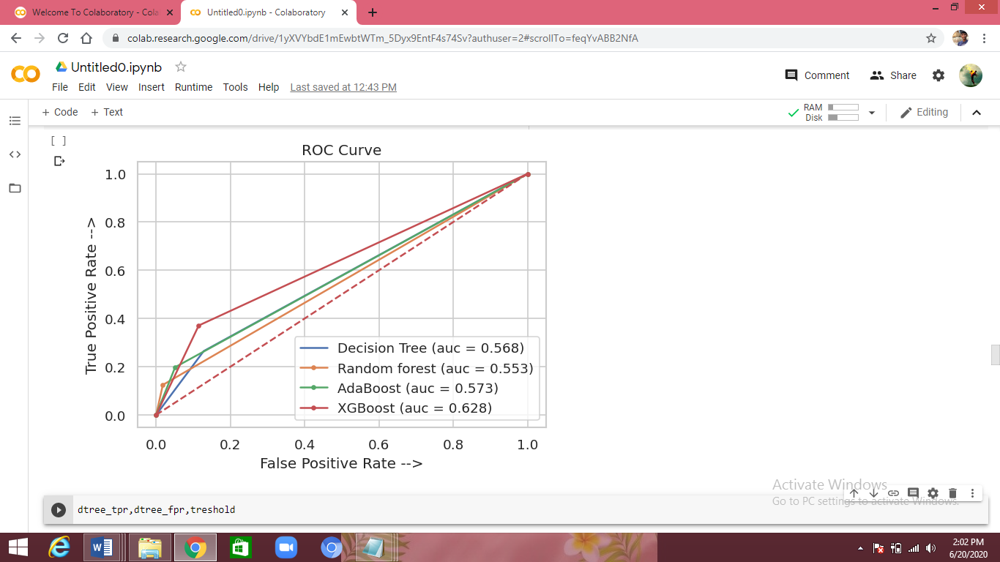 Welcome To Colaboratory - Cola
Untitled0.ipynb - Colaboratory
colab.research.google.com/drive/1yXVYbdE1mEwbtWTm_5Dyx9EntF4s74Sv?authuser=2#scrollTo=feqYvABB2NfA
Untitled0.ipynb
File Edit View Insert Runtime Tools Help Last saved at 12:43 PM
Comment
Share
+ Code + Text
RAM
Disk
Editing
[ ]
ROC Curve
1.0
0.8
0.6
0.4
0.2
0.0
True Positive Rate -->
Decision Tree (auc = 0.568)
Random forest (auc = 0.553)
AdaBoost (auc = 0.573)
XGBoost (auc = 0.628)
0.0 0.2 0.4 0.6 0.8 1.0
False Positive Rate -->
Activate Windows
Go to PC settings to activate Windows.
dtree_tpr,dtree_fpr,treshold
2:02 PM
6/20/2020